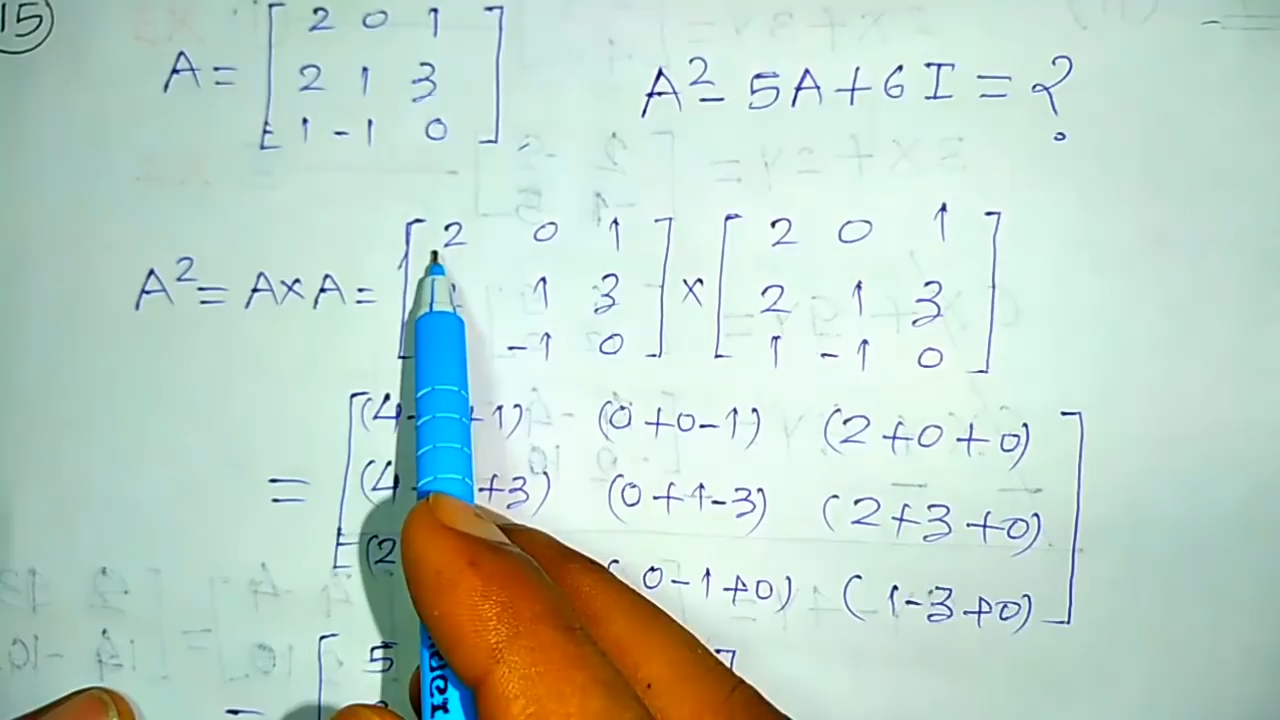 15
A = [ 2 0 1
2 1 3
1 -1 0 ]
A² - 5A + 6I = ?
A² = A × A = [ 2 0 1 ] × [ 2 0 1 ]
1 3 2 1 3
-1 0 1 -1 0
= [ (4 +1) (0+0-1) (2+0+0) ]
(4 +3) (0+1-3) (2+3+0)
(2 0-1+0) (1-3+0)
= [ 5